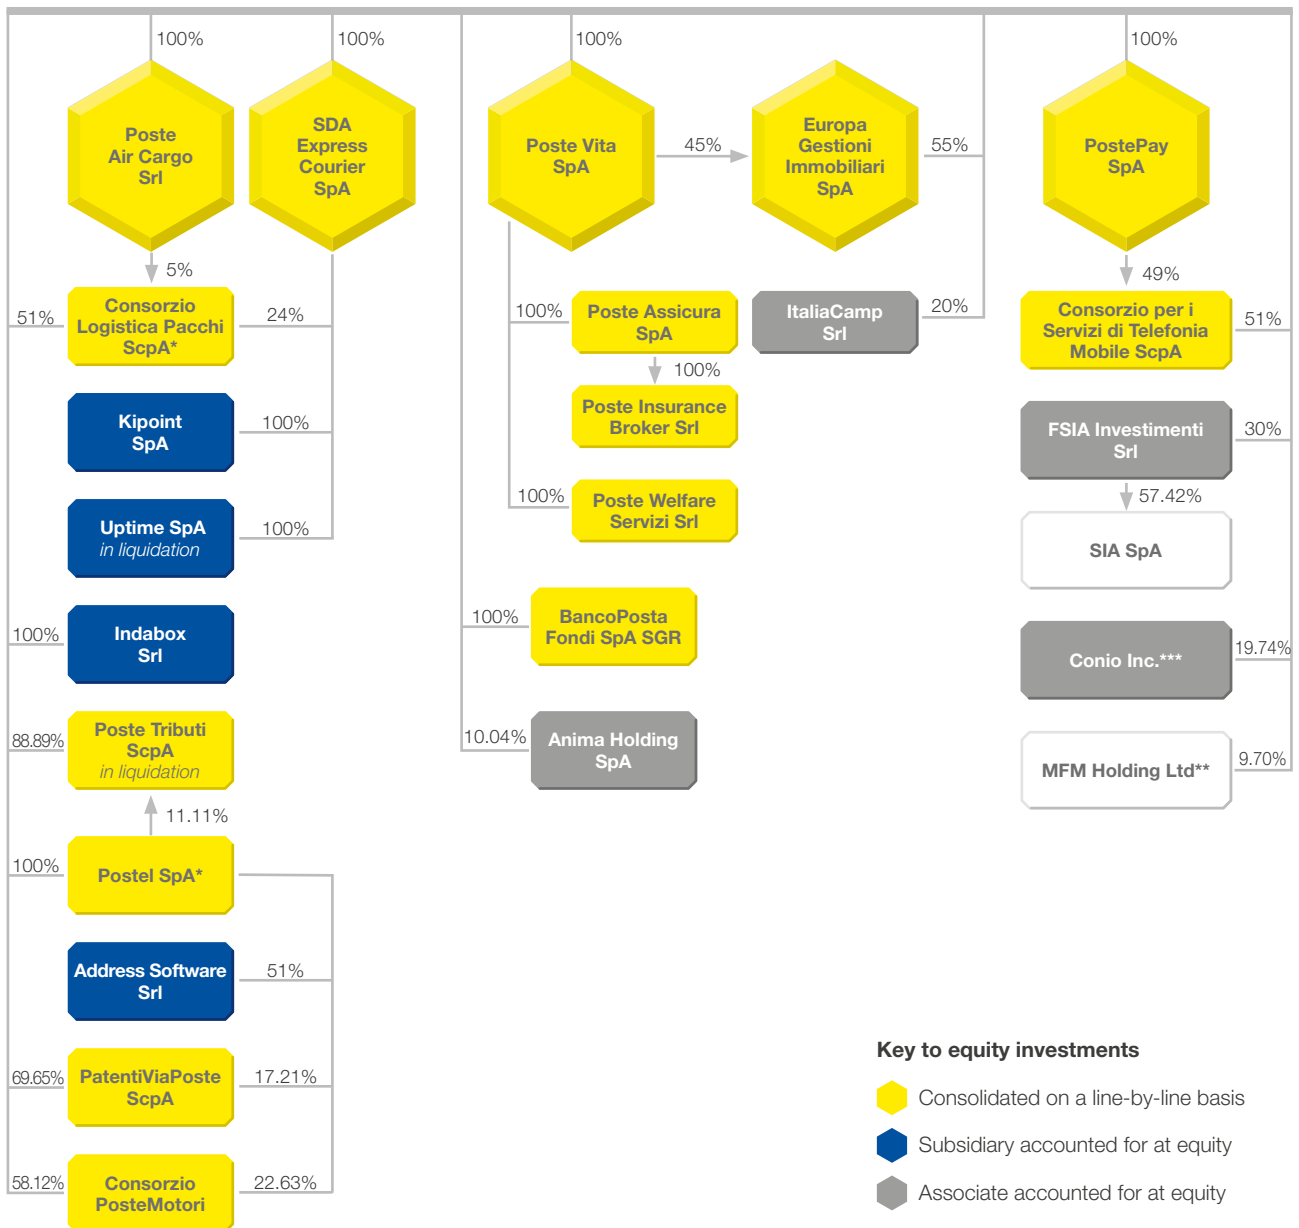 100%
100%
100%
100%
Poste
Air Cargo
Srl
SDA
Express
Courier
SpA
Poste Vita
SpA
45%
Europa
Gestioni
Immobiliari
SpA
55%
PostePay
SpA
5%
49%
51%
Consorzio
Logistica Pacchi
ScpA*
24%
100%
Poste Assicura
SpA
ItaliaCamp
Srl
20%
Consorzio per i
Servizi di Telefonia
Mobile ScpA
51%
100%
Kipoint
SpA
100%
Poste Insurance
Broker Srl
FSIA Investimenti
Srl
30%
57.42%
Uptime SpA
in liquidation
100%
100%
Poste Welfare
Servizi Srl
SIA SpA
100%
Indabox
Srl
100%
BancoPosta
Fondi SpA SGR
Conio Inc.***
19.74%
88.89%
Poste Tributi
ScpA
in liquidation
10.04%
Anima Holding
SpA
MFM Holding Ltd**
9.70%
11.11%
100%
Postel SpA*
Address Software
Srl
51%
69.65%
PatentiViaPoste
ScpA
17.21%
58.12%
Consorzio
PosteMotori
22.63%
Key to equity investments
Consolidated on a line-by-line basis
Subsidiary accounted for at equity
Associate accounted for at equity